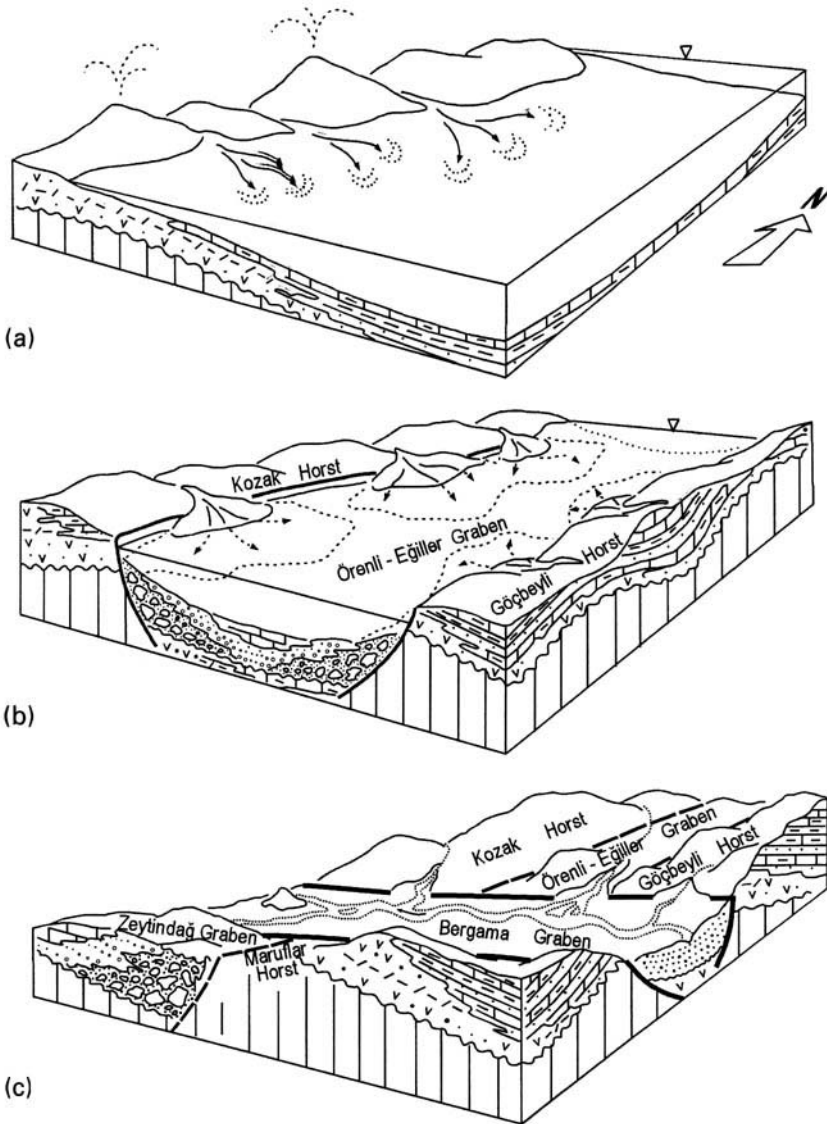 N
(a)
Kozak Horst
Örenli - Eğiller Graben
Göçbeyli Horst
(b)
Kozak Horst
Örenli - Eğiller Graben
Göçbeyli Horst
Zeytindağ Graben
Bergama Graben
Maruflar
Horst
(c)